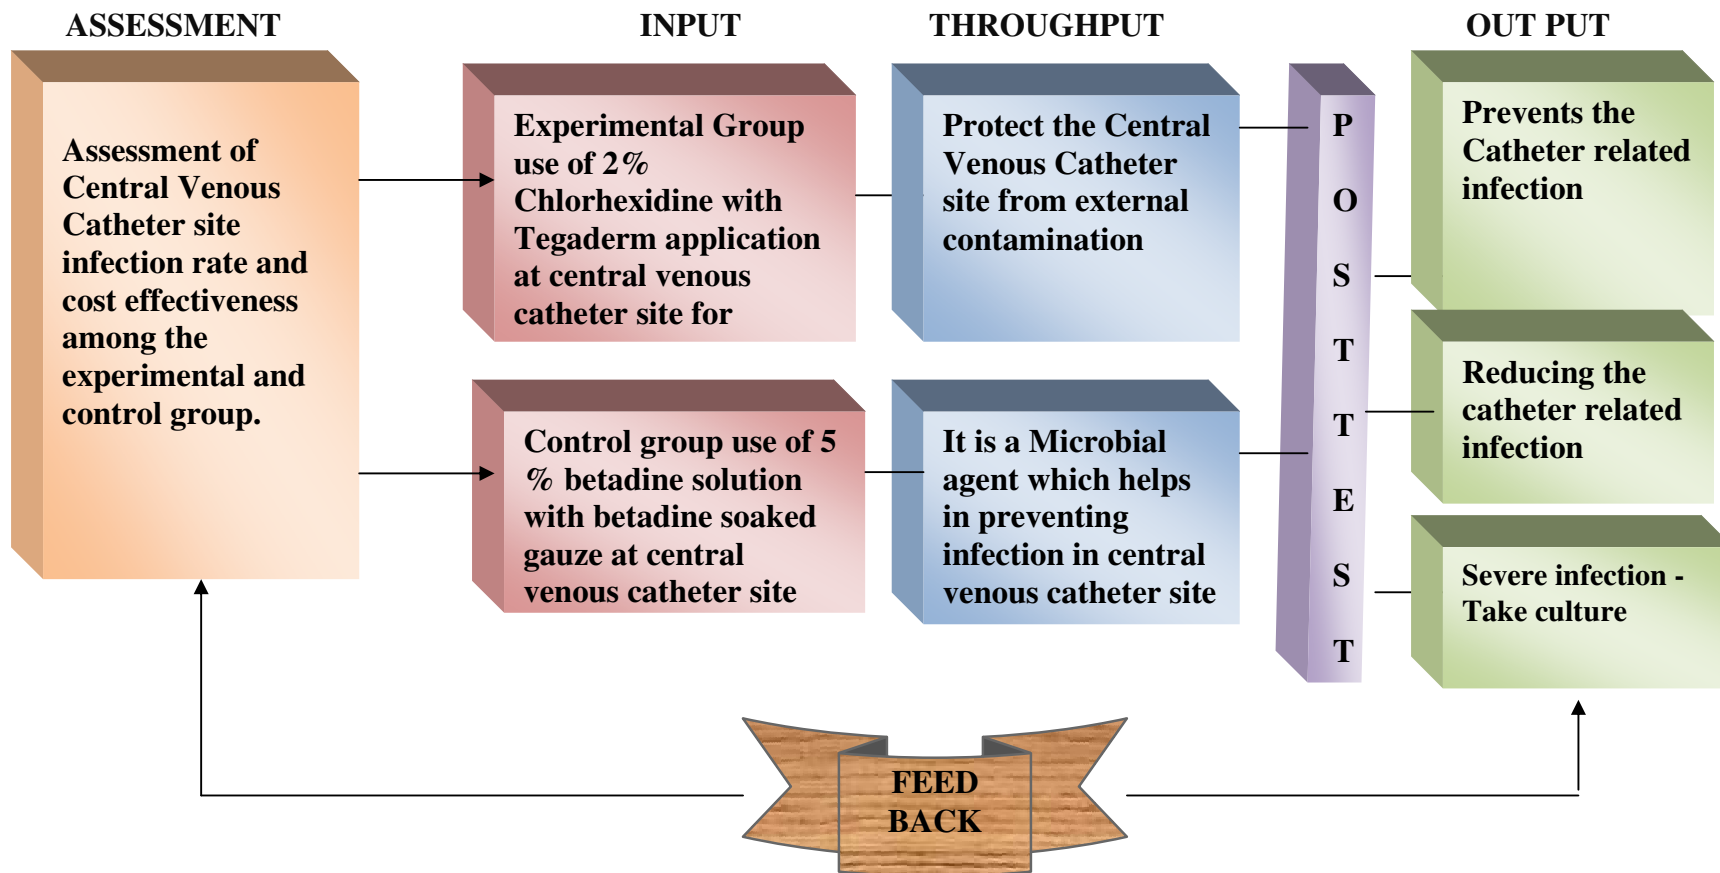 ASSESSMENT
INPUT
THROUGHPUT
OUT PUT
Assessment of
Central Venous
Catheter site
infection rate and
cost effectiveness
among the
experimental and
control group.
Experimental Group
use of 2%
Chlorhexidine with
Tegaderm application
at central venous
catheter site for
Control group use of 5
% betadine solution
with betadine soaked
gauze at central
venous catheter site
Protect the Central
Venous Catheter
site from external
contamination
It is a Microbial
agent which helps
in preventing
infection in central
venous catheter site
P
O
S
T
T
E
S
T
Prevents the
Catheter related
infection
Reducing the
catheter related
infection
Severe infection -
Take culture
FEED
BACK